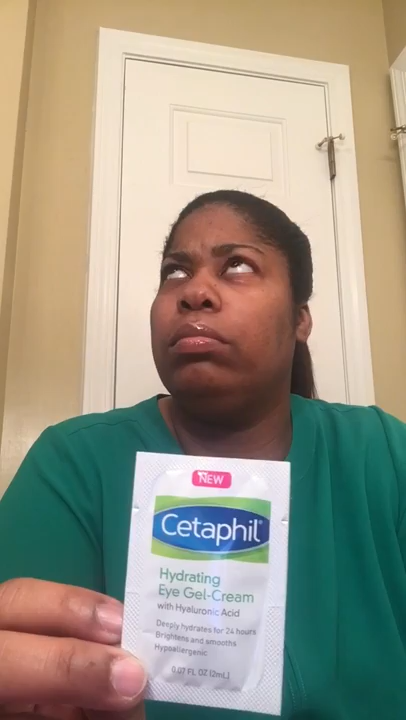 NEW
Cetaphil®
Hydrating
Eye Gel-Cream
with Hyaluronic Acid
Deeply hydrates for 24 hours
Brightens and smooths
Hypoallergenic
0.07 FL OZ (2mL)